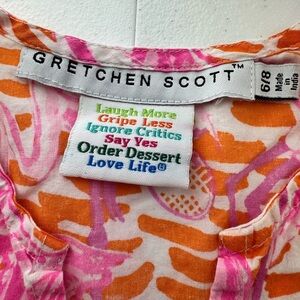 GRETCHEN SCOTT™
6/8
Made in
India
Laugh More
Gripe Less
Ignore Critics
Say Yes
Order Dessert
Love Life®